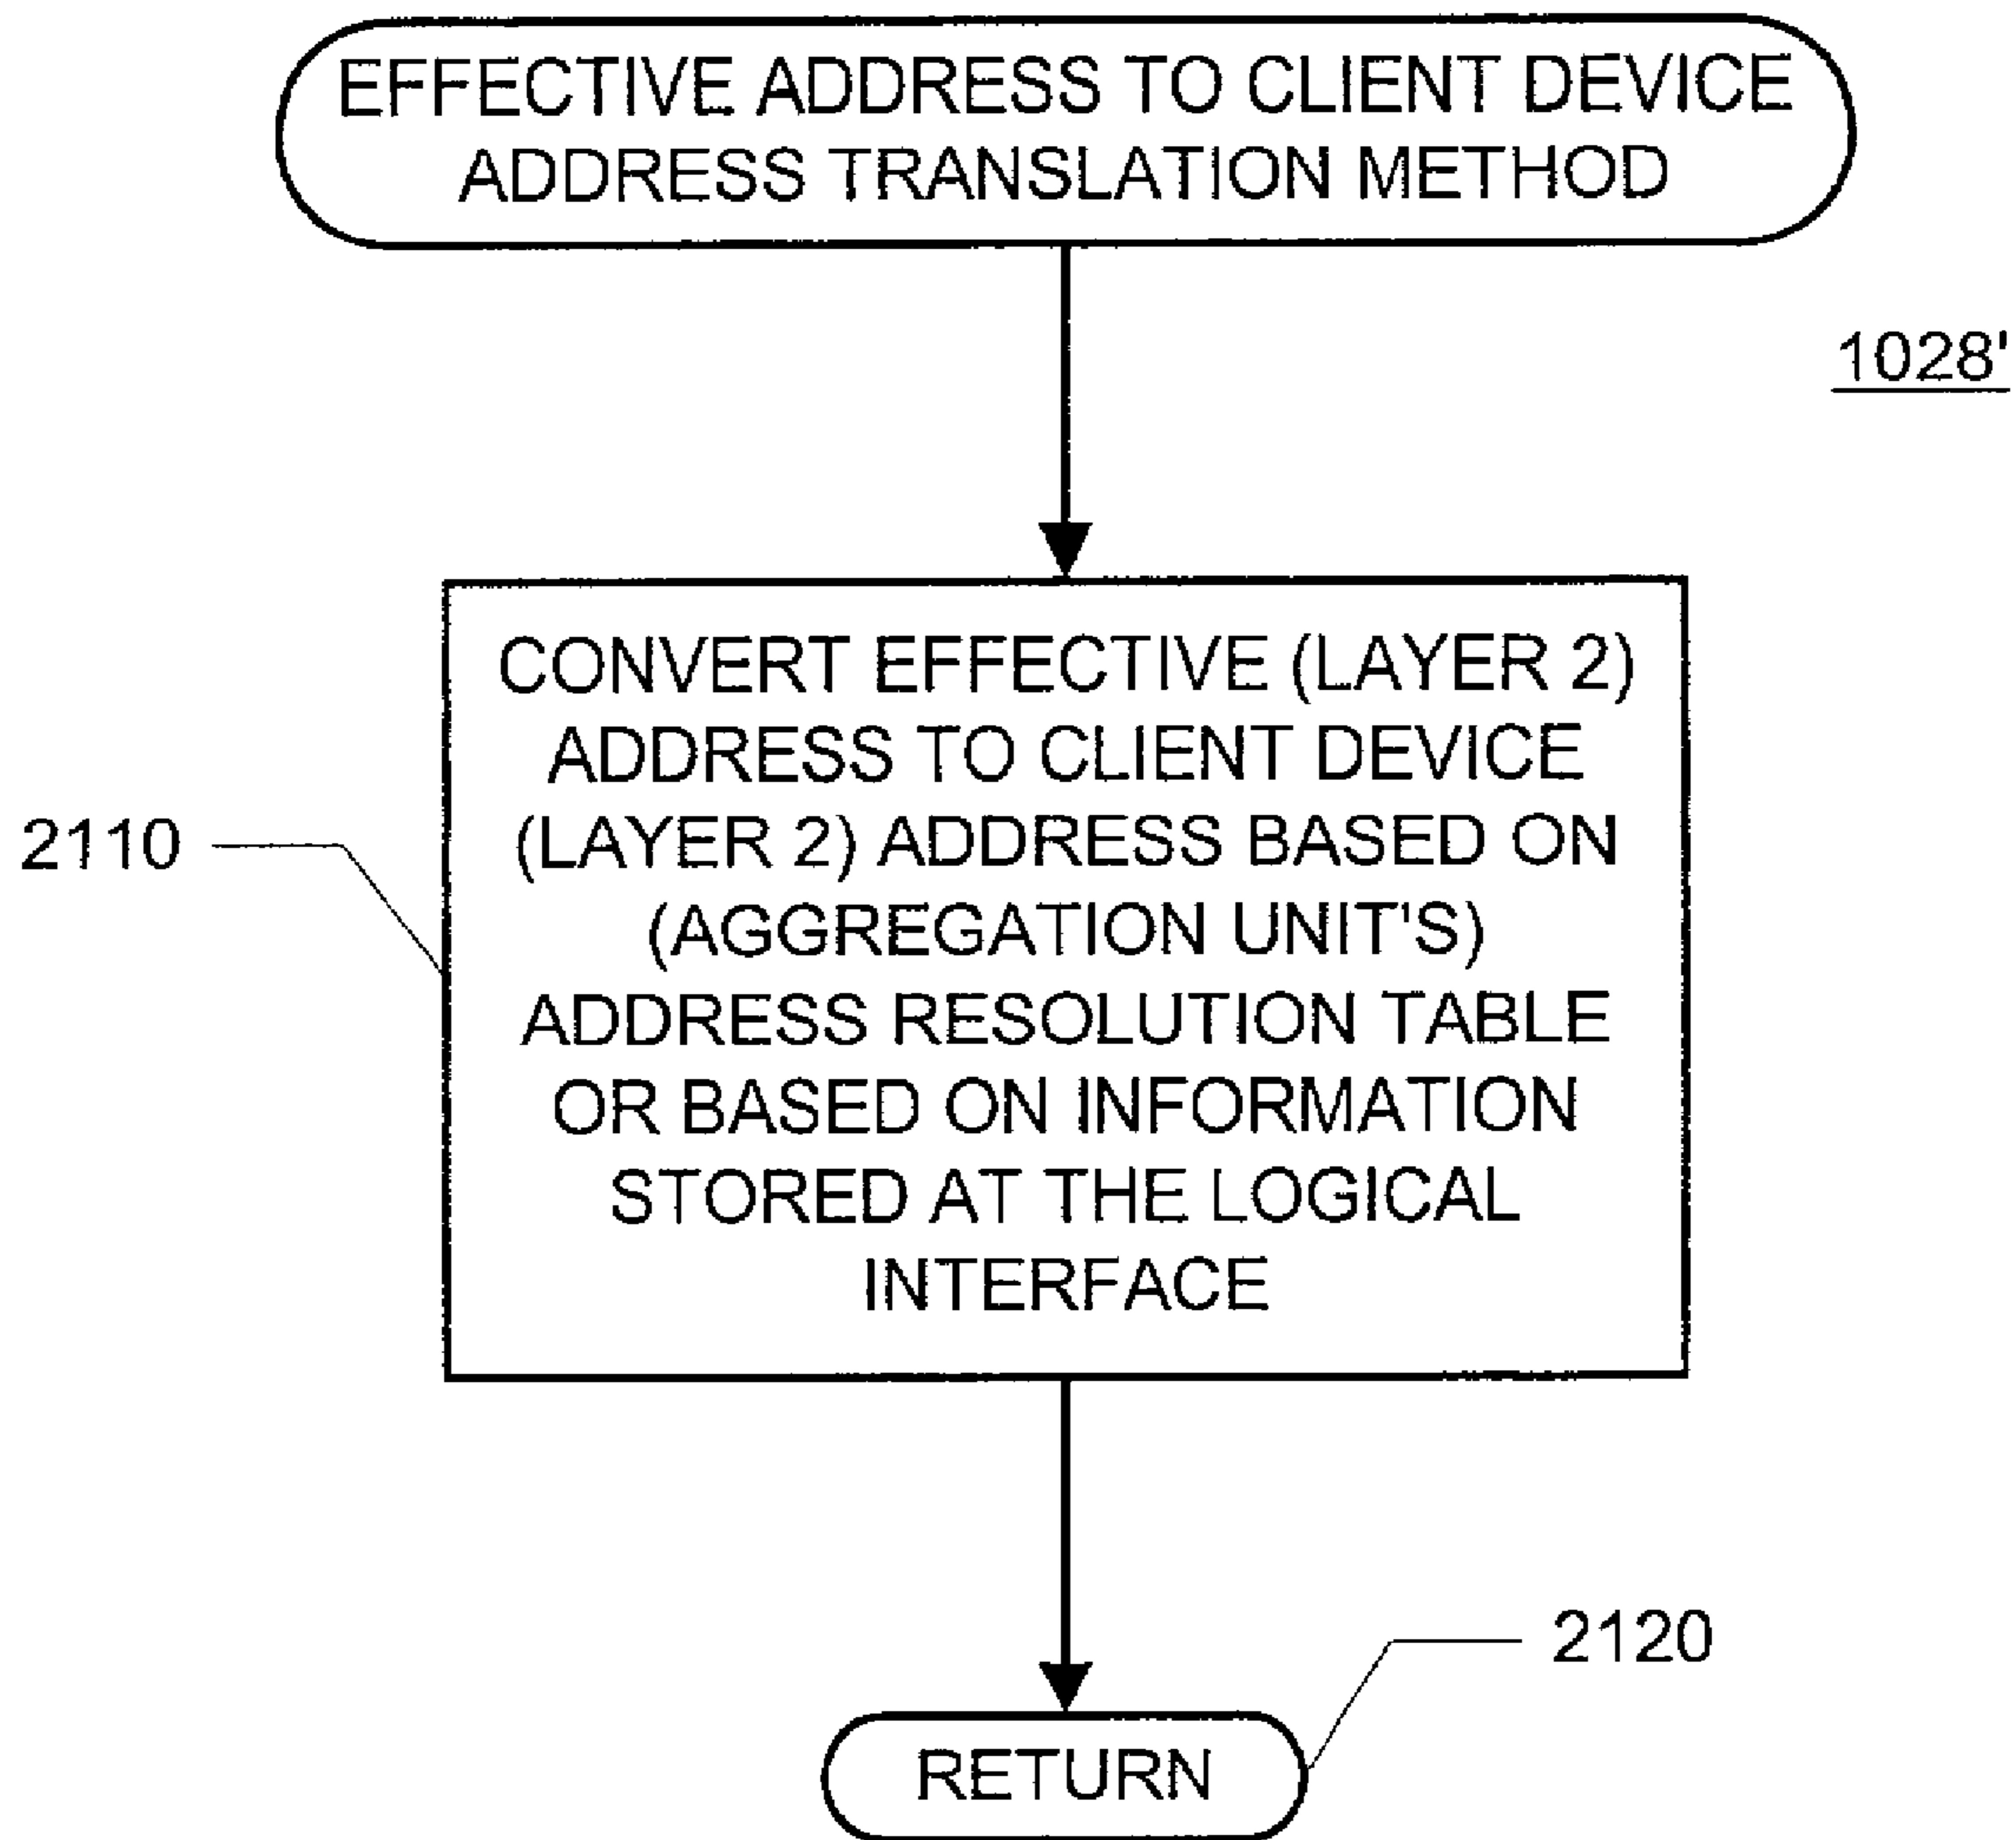 EFFECTIVE ADDRESS TO CLIENT DEVICE
ADDRESS TRANSLATION METHOD
1028'
CONVERT EFFECTIVE (LAYER 2)
ADDRESS TO CLIENT DEVICE
(LAYER 2) ADDRESS BASED ON
(AGGREGATION UNIT'S)
ADDRESS RESOLUTION TABLE
OR BASED ON INFORMATION
STORED AT THE LOGICAL
INTERFACE
2110
2120
RETURN